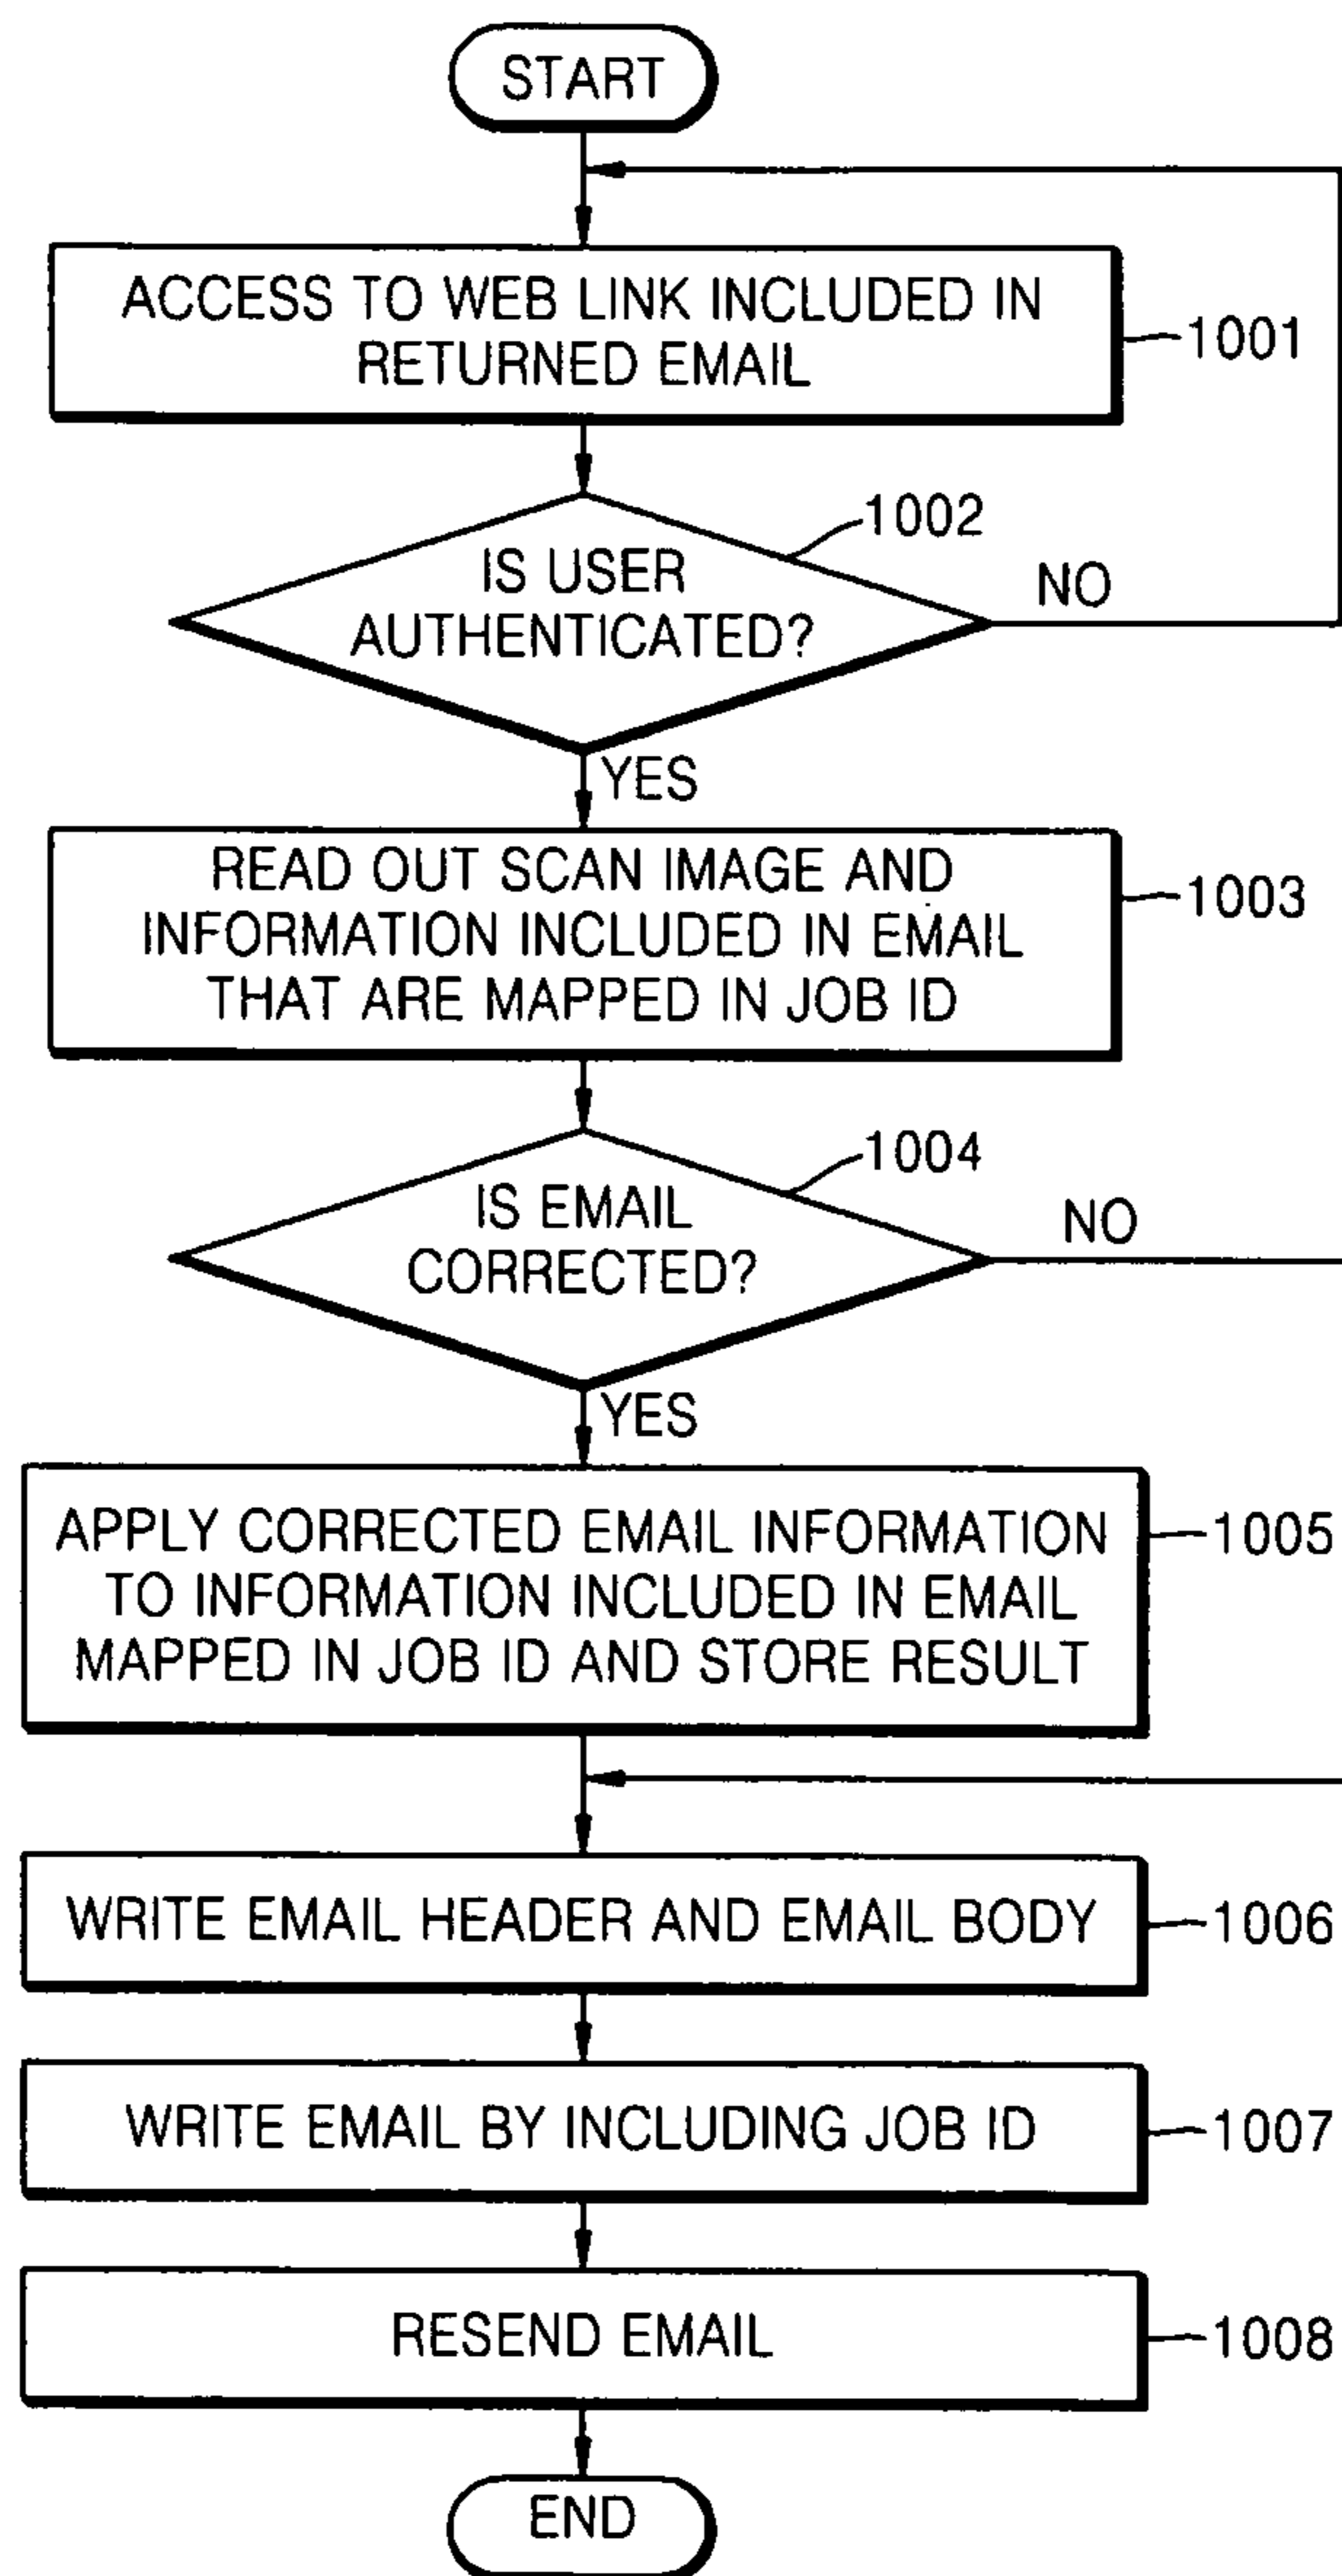 START
ACCESS TO WEB LINK INCLUDED IN
RETURNED EMAIL
1001
1002
IS USER
AUTHENTICATED?
NO
YES
READ OUT SCAN IMAGE AND
INFORMATION INCLUDED IN EMAIL
THAT ARE MAPPED IN JOB ID
1003
1004
IS EMAIL
CORRECTED?
NO
YES
APPLY CORRECTED EMAIL INFORMATION
TO INFORMATION INCLUDED IN EMAIL
MAPPED IN JOB ID AND STORE RESULT
1005
WRITE EMAIL HEADER AND EMAIL BODY
1006
WRITE EMAIL BY INCLUDING JOB ID
1007
RESEND EMAIL
1008
END